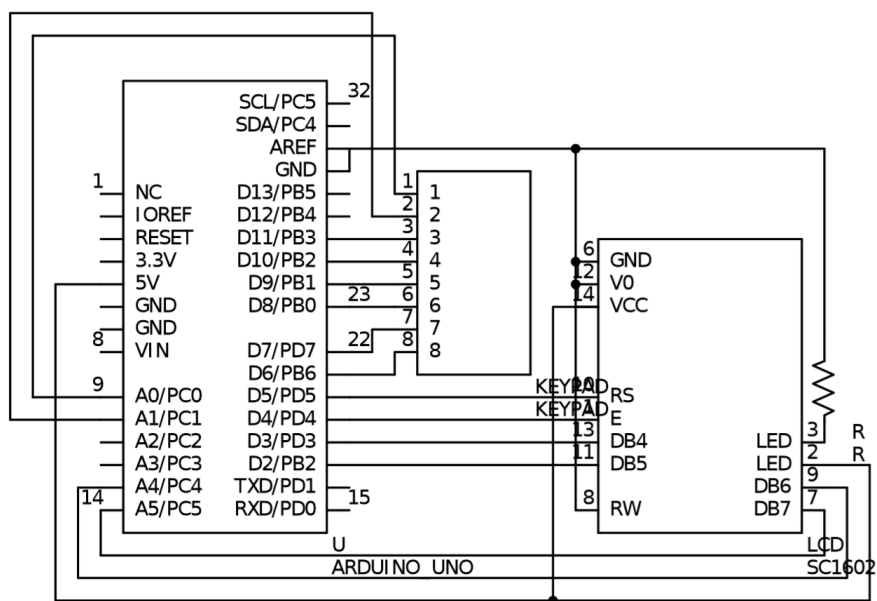 32
SCL/PC5
SDA/PC4
AREF
GND
1
NC
D13/PB5
1
1
IOREF
D12/PB4
2
2
RESET
D11/PB3
3
3
3.3V
D10/PB2
4
4
5V
D9/PB1
5
5
GND
D8/PB0
23
6
6
GND
7
7
8
VIN
D7/PD7
22
8
8
D6/PB6
9
A0/PC0
D5/PD5
A1/PC1
D4/PD4
A2/PC2
D3/PD3
A3/PC3
D2/PB2
A4/PC4
TXD/PD1
14
A5/PC5
RXD/PD0
15
U
ARDUINO UNO
KEYPAD
KEYPAD
6
GND
12
V0
14
VCC
RS
1
E
13
DB4
11
DB5
8
RW
LED
3
R
LED
2
R
DB6
9
DB7
7
LCD
SC1602